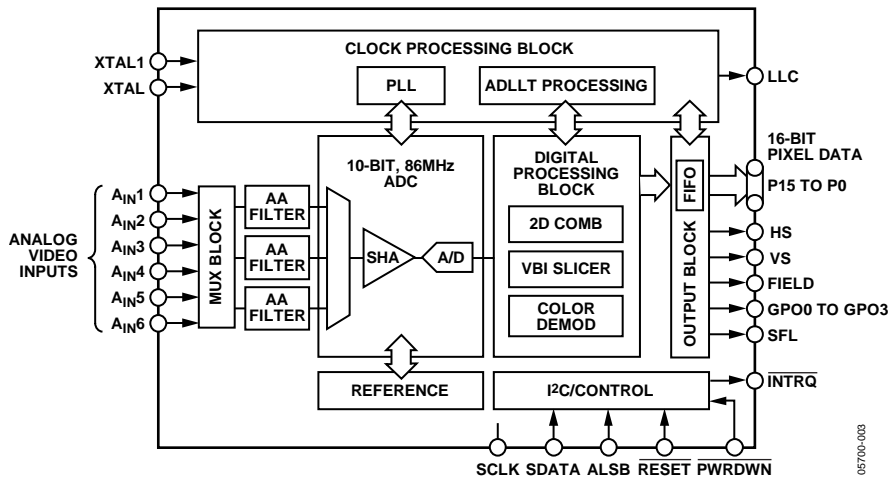 CLOCK PROCESSING BLOCK
XTAL1
XTAL
PLL
ADLLT PROCESSING
LLC
10-BIT, 86MHz
ADC
DIGITAL
PROCESSING
BLOCK
2D COMB
VBI SLICER
COLOR
DEMOD
OUTPUT BLOCK
FIFO
16-BIT
PIXEL DATA
P15 TO P0
ANALOG
VIDEO
INPUTS
AIN1
AIN2
AIN3
AIN4
AIN5
AIN6
MUX BLOCK
AA
FILTER
AA
FILTER
AA
FILTER
SHA
A/D
HS
VS
FIELD
GPO0 TO GPO3
SFL
REFERENCE
I2C/CONTROL
INTRQ
SCLK
SDATA
ALSB
RESET
PWRDWN
05700-003